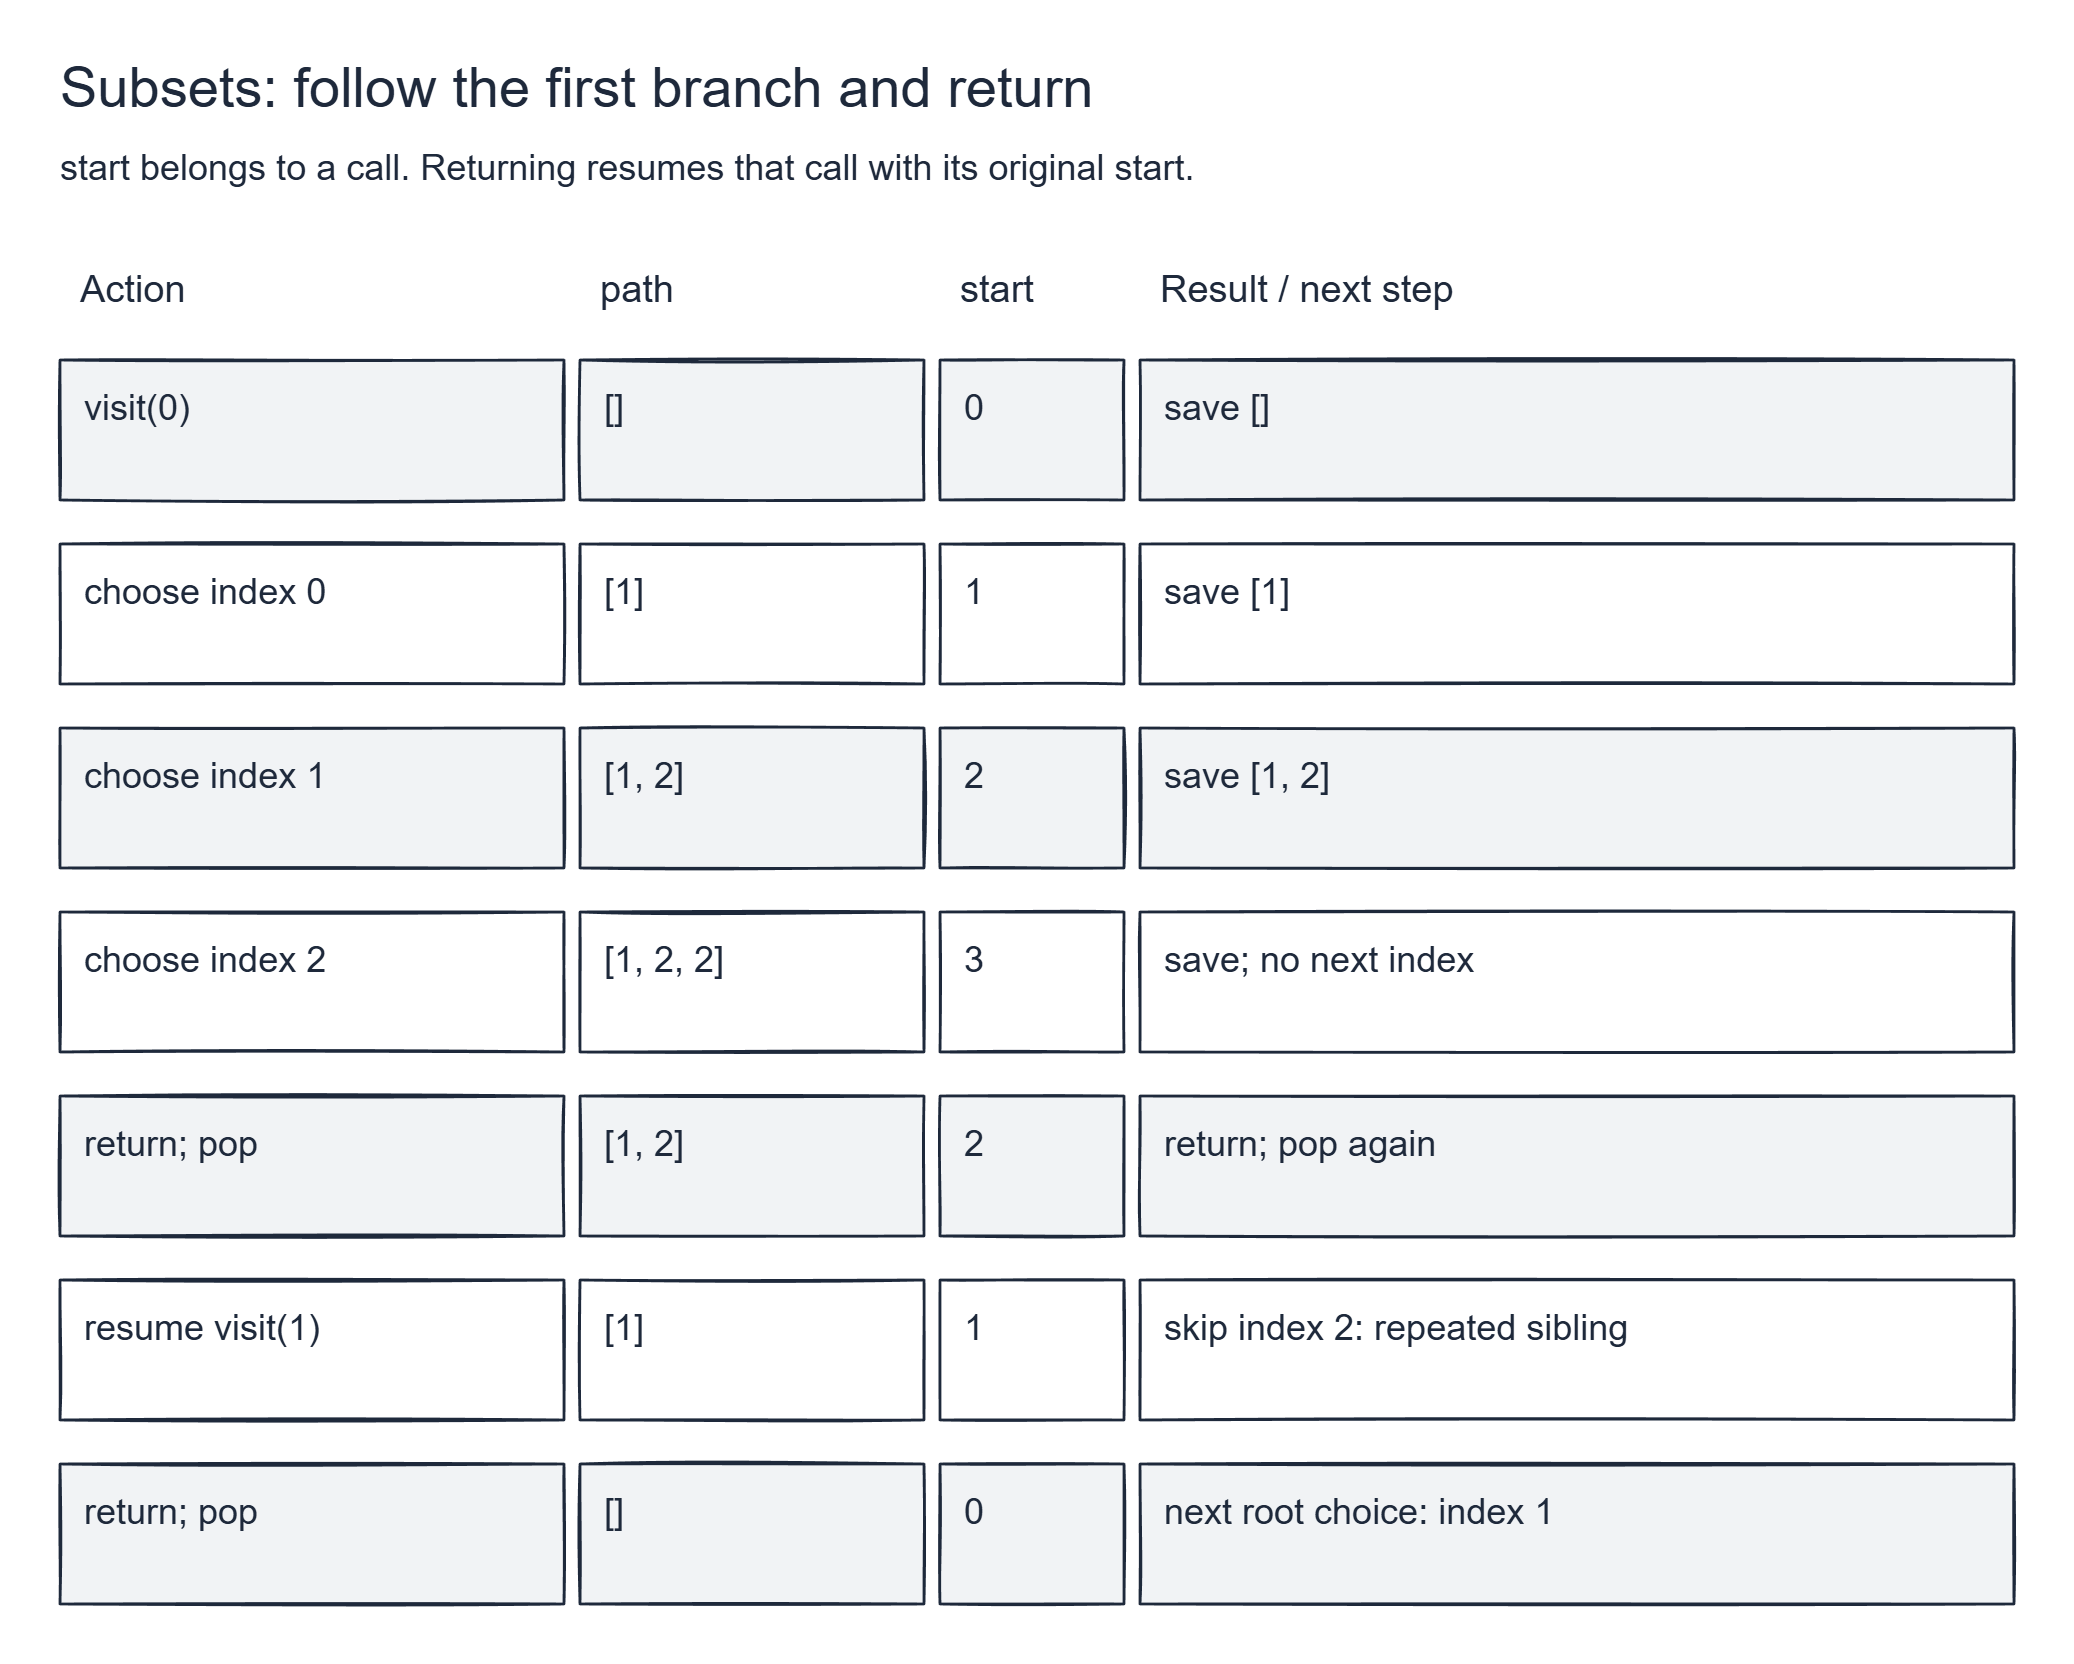 Subsets: follow the first branch and return
start belongs to a call. Returning resumes that call with its original start.
Action path start Result / next step
visit(0) [] 0 save []
choose index 0 [1] 1 save [1]
choose index 1 [1, 2] 2 save [1, 2]
choose index 2 [1, 2, 2] 3 save; no next index
return; pop [1, 2] 2 return; pop again
resume visit(1) [1] 1 skip index 2: repeated sibling
return; pop [] 0 next root choice: index 1